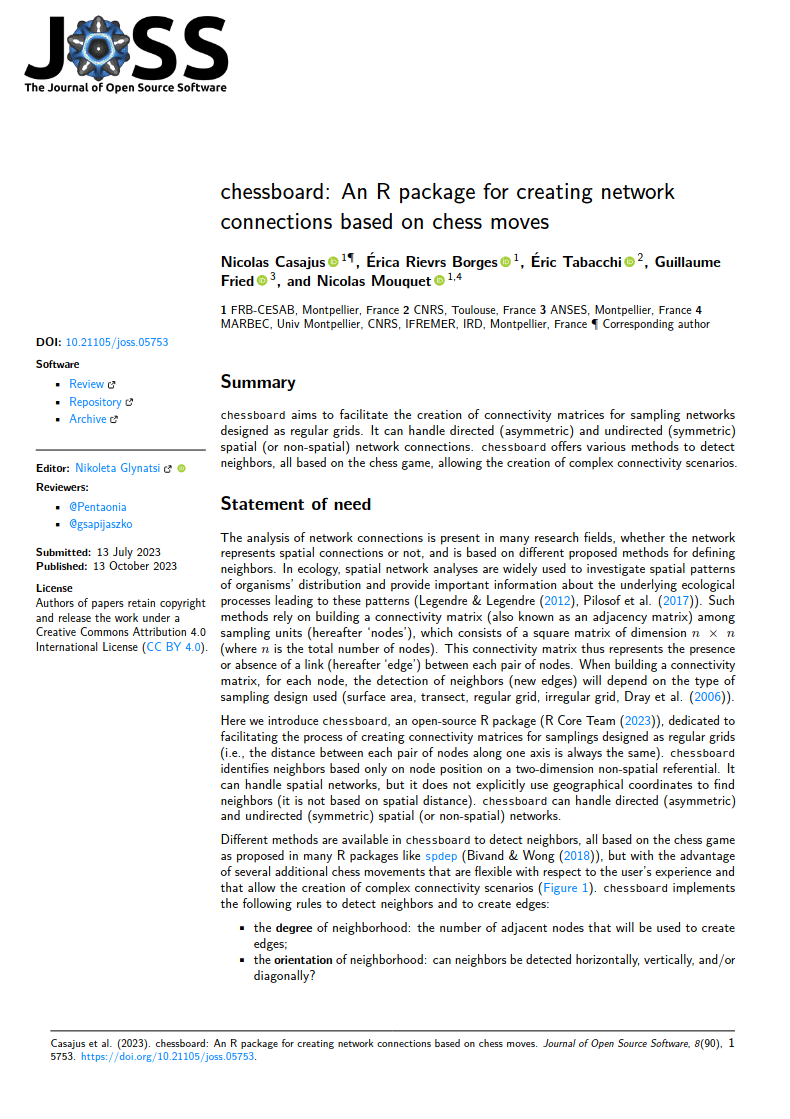 JOSS
The Journal of Open Source Software
chessboard: An R package for creating network
connections based on chess moves
Nicolas Casajus 1¶, Érica Rievrs Borges 1, Éric Tabacchi 2, Guillaume
Fried 3, and Nicolas Mouquet 1,4
1 FRB-CESAB, Montpellier, France 2 CNRS, Toulouse, France 3 ANSES, Montpellier, France 4
MARBEC, Univ Montpellier, CNRS, IFREMER, IRD, Montpellier, France ¶ Corresponding author
DOI: 10.21105/joss.05753
Software
▪ Review
▪ Repository
▪ Archive
Editor: Nikoleta Glynatsi
Reviewers:
▪ @Pentaonia
▪ @gsapijaszko
Submitted: 13 July 2023
Published: 13 October 2023
License
Authors of papers retain copyright
and release the work under a
Creative Commons Attribution 4.0
International License (CC BY 4.0).
Summary
chessboard aims to facilitate the creation of connectivity matrices for sampling networks
designed as regular grids. It can handle directed (asymmetric) and undirected (symmetric)
spatial (or non-spatial) network connections. chessboard offers various methods to detect
neighbors, all based on the chess game, allowing the creation of complex connectivity scenarios.
Statement of need
The analysis of network connections is present in many research fields, whether the network
represents spatial connections or not, and is based on different proposed methods for defining
neighbors. In ecology, spatial network analyses are widely used to investigate spatial patterns
of organisms' distribution and provide important information about the underlying ecological
processes leading to these patterns (Legendre & Legendre (2012), Pilosof et al. (2017)). Such
methods rely on building a connectivity matrix (also known as an adjacency matrix) among
sampling units (hereafter 'nodes'), which consists of a square matrix of dimension n × n
(where n is the total number of nodes). This connectivity matrix thus represents the presence
or absence of a link (hereafter 'edge') between each pair of nodes. When building a connectivity
matrix, for each node, the detection of neighbors (new edges) will depend on the type of
sampling design used (surface area, transect, regular grid, irregular grid, Dray et al. (2006)).
Here we introduce chessboard, an open-source R package (R Core Team (2023)), dedicated to
facilitating the process of creating connectivity matrices for samplings designed as regular grids
(i.e., the distance between each pair of nodes along one axis is always the same). chessboard
identifies neighbors based only on node position on a two-dimension non-spatial referential. It
can handle spatial networks, but it does not explicitly use geographical coordinates to find
neighbors (it is not based on spatial distance). chessboard can handle directed (asymmetric)
and undirected (symmetric) spatial (or non-spatial) networks.
Different methods are available in chessboard to detect neighbors, all based on the chess game
as proposed in many R packages like spdep (Bivand & Wong (2018)), but with the advantage
of several additional chess movements that are flexible with respect to the user's experience and
that allow the creation of complex connectivity scenarios (Figure 1). chessboard implements
the following rules to detect neighbors and to create edges:
▪ the degree of neighborhood: the number of adjacent nodes that will be used to create
edges;
▪ the orientation of neighborhood: can neighbors be detected horizontally, vertically, and/or
diagonally?
Casajus et al. (2023). chessboard: An R package for creating network connections based on chess moves. Journal of Open Source Software, 8(90), 1
5753. https://doi.org/10.21105/joss.05753.